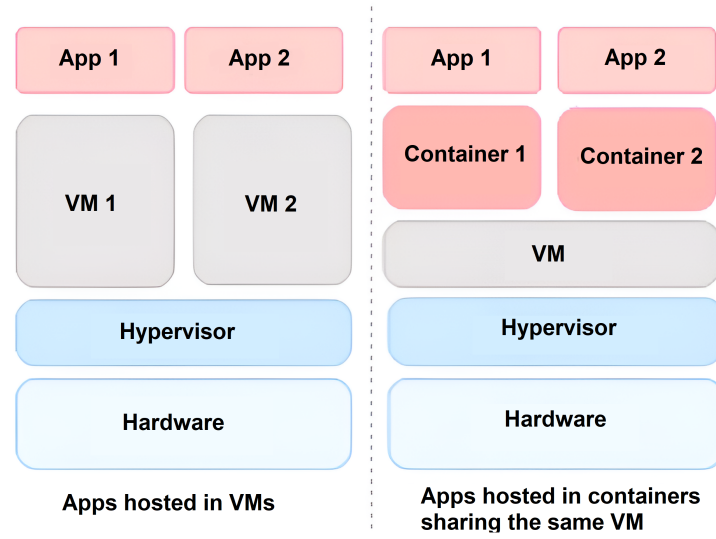 App 1
App 2
VM 1
VM 2
Hypervisor
Hardware
Apps hosted in VMs
App 1
App 2
Container 1
Container 2
VM
Hypervisor
Hardware
Apps hosted in containers
sharing the same VM